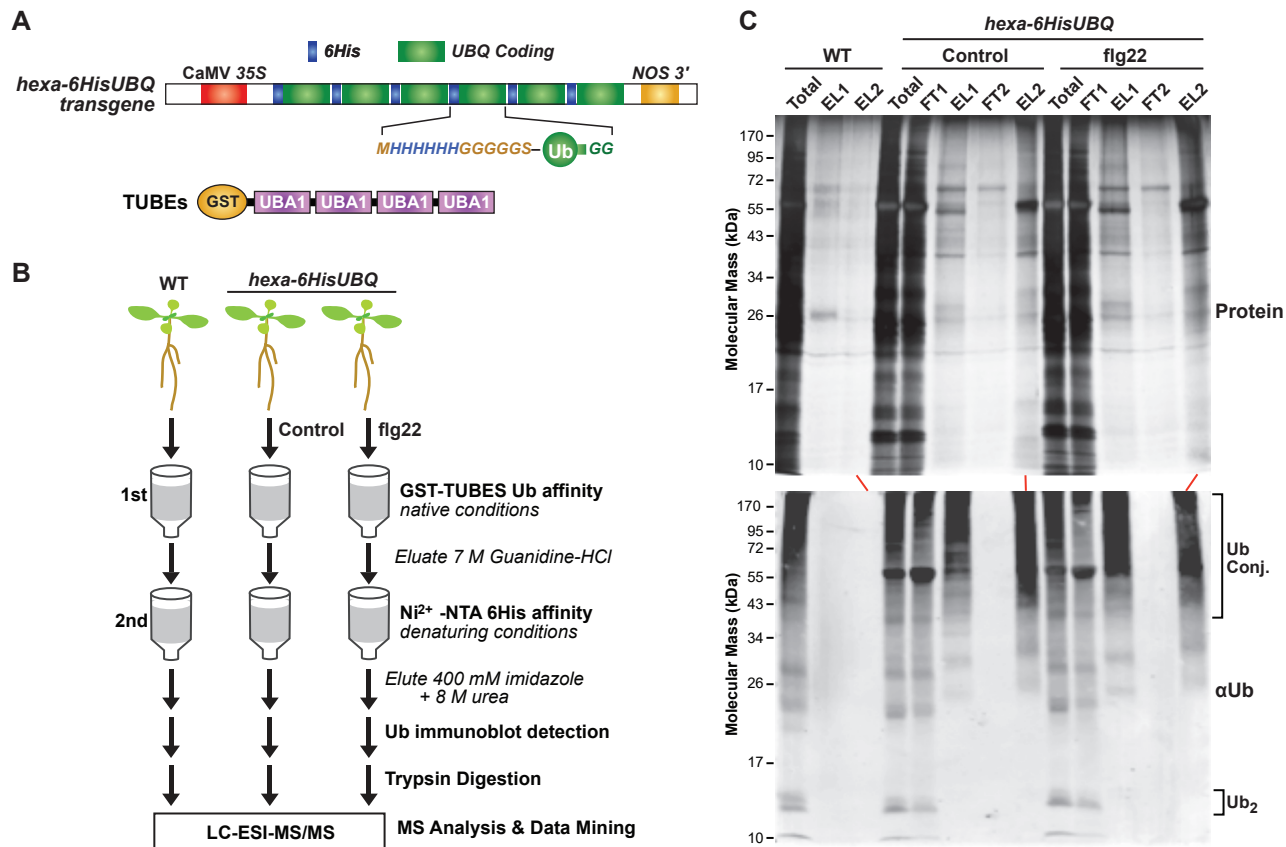 A
6His
UBQ Coding
CaMV 35S
NOS 3'
hexa-6HisUBQ
transgene
MHHHHHHGGGGGS–Ub GG
TUBEs GST UBA1 UBA1 UBA1 UBA1
B
WT
hexa-6HisUBQ
Control
flg22
1st
GST-TUBES Ub affinity
native conditions
Eluate 7 M Guanidine-HCl
2nd
Ni2+ -NTA 6His affinity
denaturing conditions
Elute 400 mM imidazole
+ 8 M urea
Ub immunoblot detection
Trypsin Digestion
LC-ESI-MS/MS
MS Analysis & Data Mining
C
hexa-6HisUBQ
WT Control flg22
Total EL1 EL2 Total FT1 EL1 FT2 EL2 Total FT1 EL1 FT2 EL2
Molecular Mass (kDa)
170
95
72
55
43
34
26
17
10
Protein
Molecular Mass (kDa)
170
95
72
55
43
34
26
17
10
Ub
Conj.
αUb
Ub2